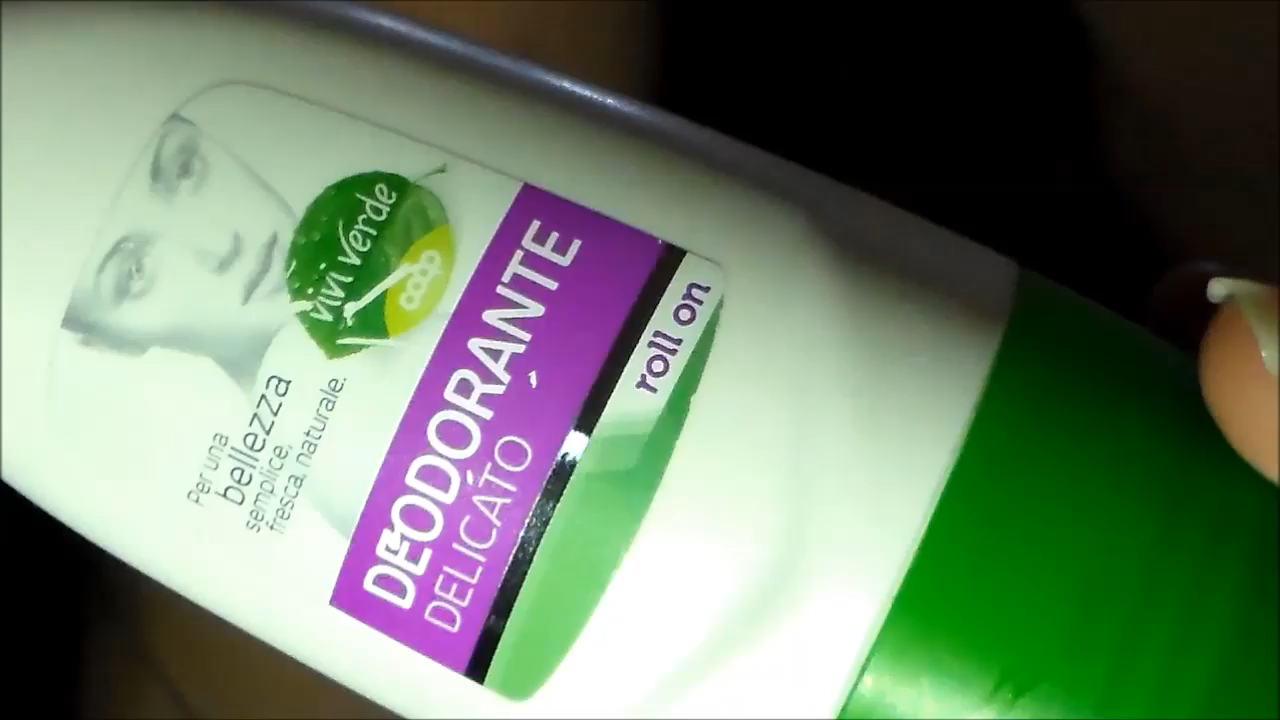 vivi verde
coop
Per una
bellezza
semplice,
fresca, naturale.
DEODORANTE
DELICATO
roll on